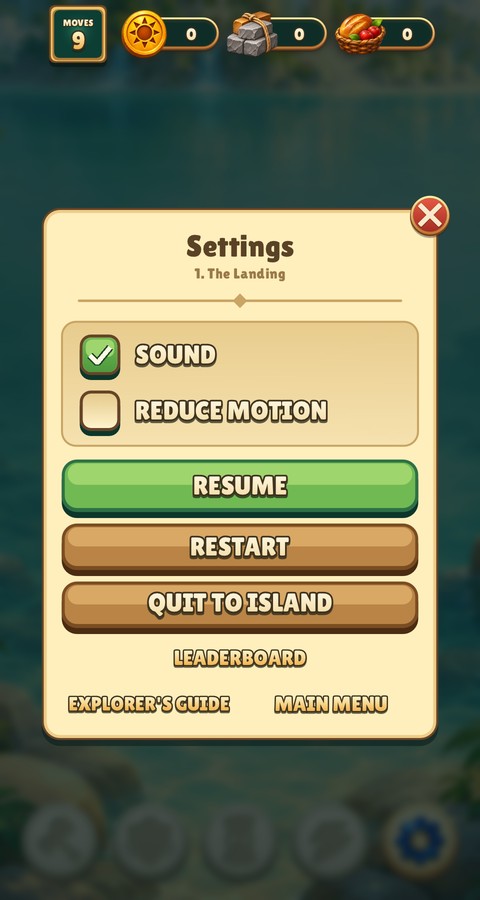 MOVES
9
0
0
0
Settings
1. The Landing
SOUND
REDUCE MOTION
RESUME
RESTART
QUIT TO ISLAND
LEADERBOARD
EXPLORER'S GUIDE
MAIN MENU